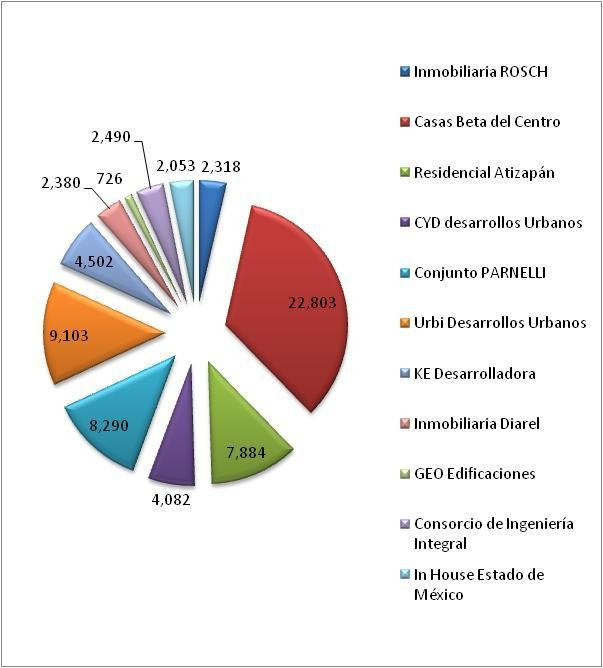 2,490
2,380
726
2,053
2,318
4,502
22,803
9,103
8,290
7,884
4,082
Inmobiliaria ROSCH
Casas Beta del Centro
Residencial Atizapán
CYD desarrollos Urbanos
Conjunto PARNELLI
Urbi Desarrollos Urbanos
KE Desarrolladora
Inmobiliaria Diarel
GEO Edificaciones
Consorcio de Ingeniería
Integral
In House Estado de
México